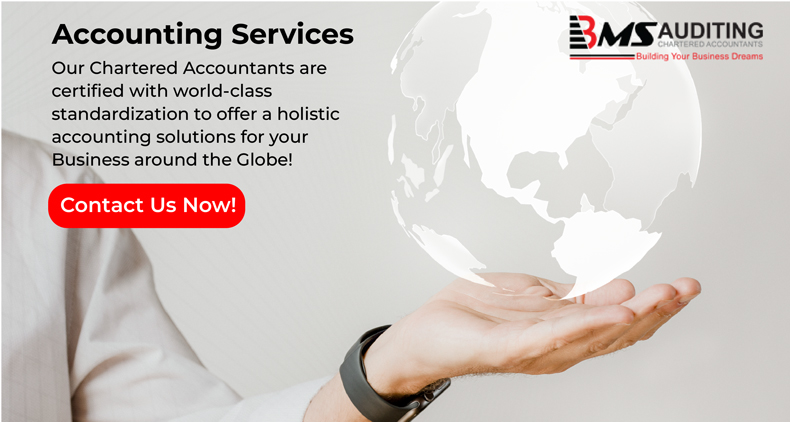 Accounting Services
BMS AUDITING
CHARTERED ACCOUNTANTS
Building Your Business Dreams
Our Chartered Accountants are
certified with world-class
standardization to offer a holistic
accounting solutions for your
Business around the Globe!
Contact Us Now!